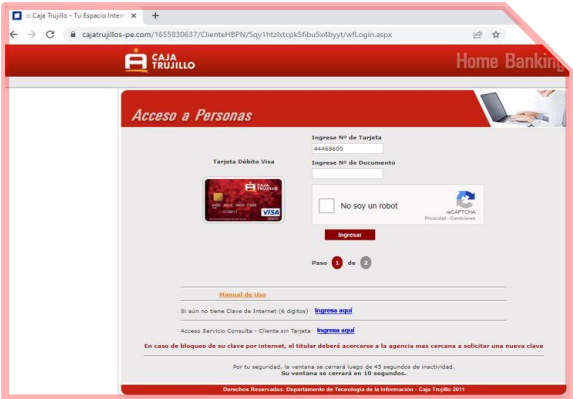 :: Caja Trujillo - Tu Espacio Intern
cajatrujillos-pe.com/1655830637/ClienteHBPN/Sqy1htzlxtcpk5fibu5x4byyt/wfLogin.aspx
CAJA
TRUJILLO
Home Banking
Acceso a Personas
Ingrese Nº de Tarjeta
44468600
Tarjeta Débito Visa
Ingrese Nº de Documento
CAJA
TRUJILLO
VISA
No soy un robot
reCAPTCHA
Privacidad - Condiciones
Ingresar
Paso 1 de 2
Manual de Uso
Si aún no tiene Clave de Internet (6 digitos) Ingresa aquí
Acceso Servicio Consulta - Cliente sin Tarjeta Ingresa aquí
En caso de bloqueo de su clave por internet, el titular deberá acercarse a la agencia mas cercana a solicitar una nueva clave
Por tu seguridad, la ventana se cerrará luego de 45 segundos de inactividad.
Su ventana se cerrará en 10 segundos.
Derechos Reservados. Departamento de Tecnología de la Información - Caja Trujillo 2011